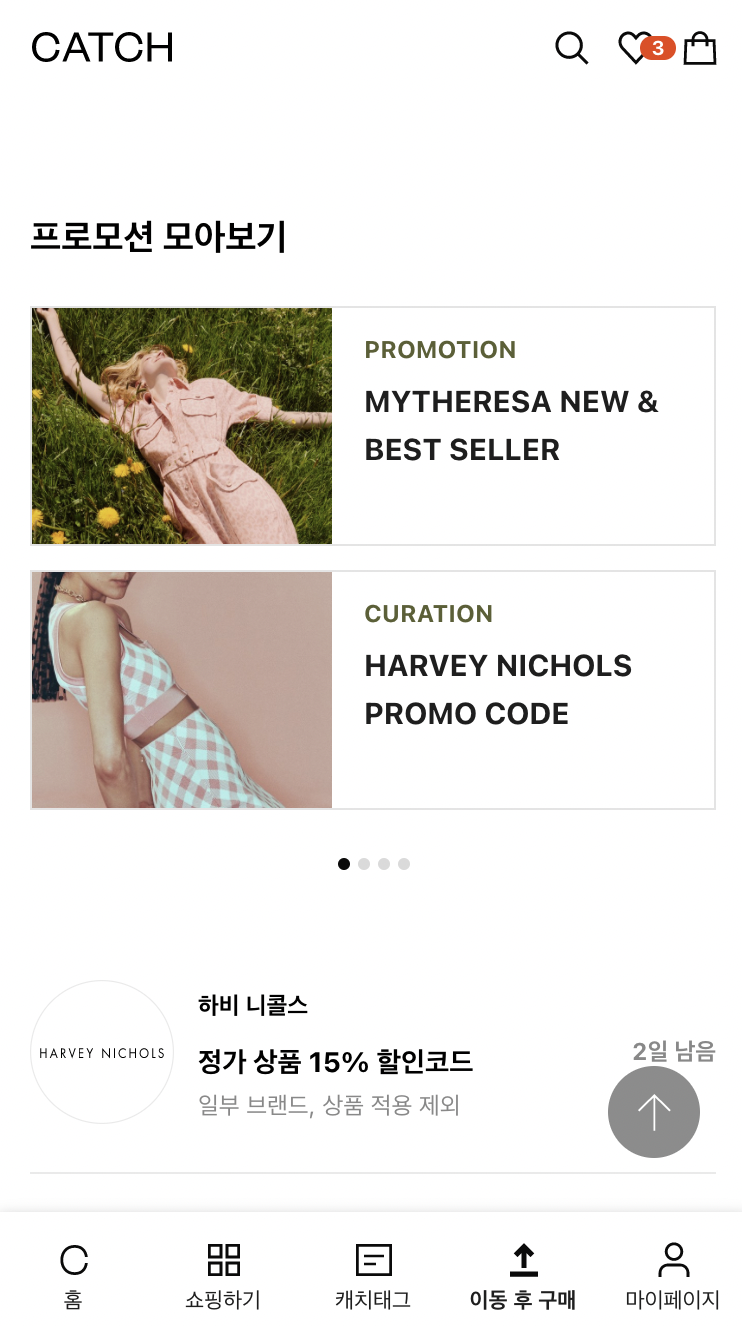 CATCH
3
프로모션 모아보기
PROMOTION
MYTHERESA NEW &
BEST SELLER
CURATION
HARVEY NICHOLS
PROMO CODE
HARVEY NICHOLS
하비 니콜스
정가 상품 15% 할인코드
일부 브랜드, 상품 적용 제외
2일 남음
홈
쇼핑하기
캐치태그
이동 후 구매
마이페이지